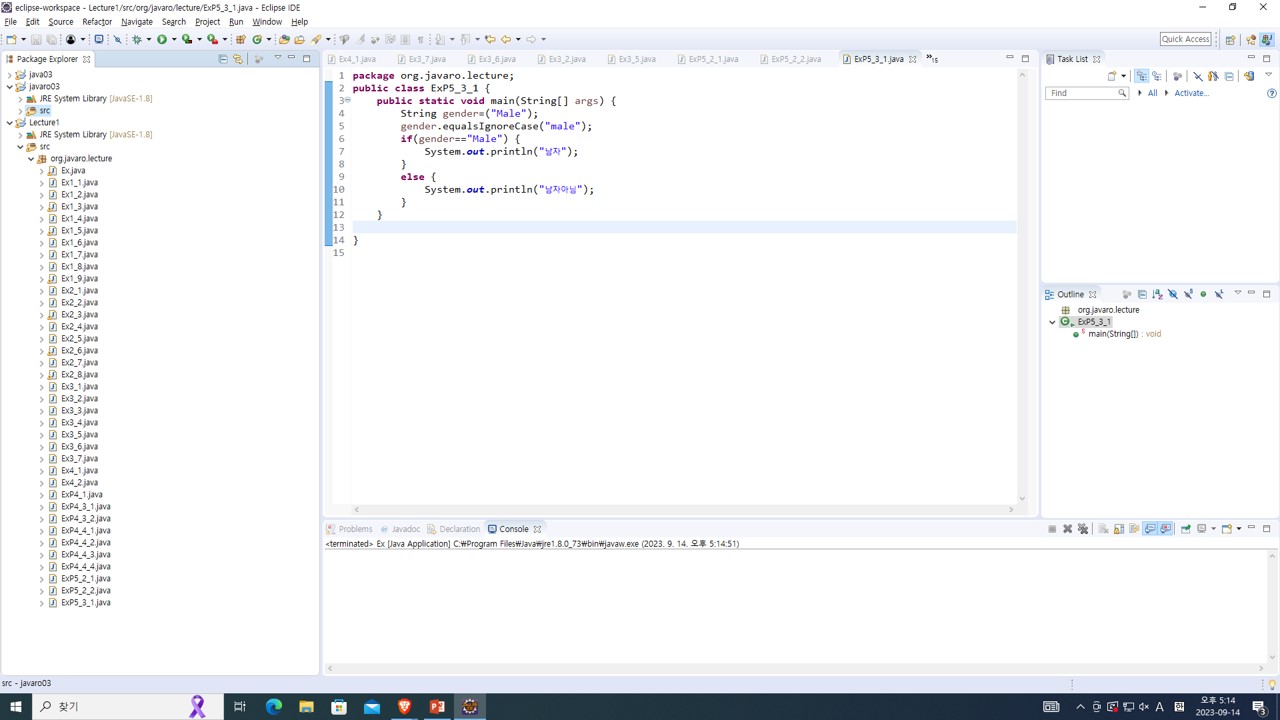 eclipse-workspace - Lecture1/src/org/javaro/lecture/ExP5_3_1.java - Eclipse IDE
File Edit Source Refactor Navigate Search Project Run Window Help
Quick Access
Package Explorer
java03
javaro03
JRE System Library [JavaSE-1.8]
src
Lecture1
JRE System Library [JavaSE-1.8]
src
org.javaro.lecture
Ex.java
Ex1_1.java
Ex1_2.java
Ex1_3.java
Ex1_4.java
Ex1_5.java
Ex1_6.java
Ex1_7.java
Ex1_8.java
Ex1_9.java
Ex2_1.java
Ex2_2.java
Ex2_3.java
Ex2_4.java
Ex2_5.java
Ex2_6.java
Ex2_7.java
Ex2_8.java
Ex3_1.java
Ex3_2.java
Ex3_3.java
Ex3_4.java
Ex3_5.java
Ex3_6.java
Ex3_7.java
Ex4_1.java
Ex4_2.java
ExP4_1.java
ExP4_3_1.java
ExP4_3_2.java
ExP4_4_1.java
ExP4_4_2.java
ExP4_4_3.java
ExP4_4_4.java
ExP5_2_1.java
ExP5_2_2.java
ExP5_3_1.java
Ex4_1.java Ex3_7.java Ex3_6.java Ex3_5.java ExP5_2_1.java ExP5_2_2.java ExP5_3_1.java
1 package org.javaro.lecture;
2 public class ExP5_3_1 {
3 public static void main(String[] args) {
4 String gender=("Male");
5 gender.equalsIgnoreCase("male");
6 if(gender=="Male") {
7 System.out.println("남자");
8 }
9 else {
10 System.out.println("남자아님");
11 }
12 }
13
14 }
15
Task List
Find All Activate...
Outline
org.javaro.lecture
ExP5_3_1
main(String[]) : void
Problems Javadoc Declaration Console
<terminated> Ex [Java Application] C:₩Program Files₩Java₩jre1.8.0_73₩bin₩javaw.exe (2023. 9. 14. 오후 5:14:51)
src - javaro03
찾기
A
오후 5:14
2023-09-14
3